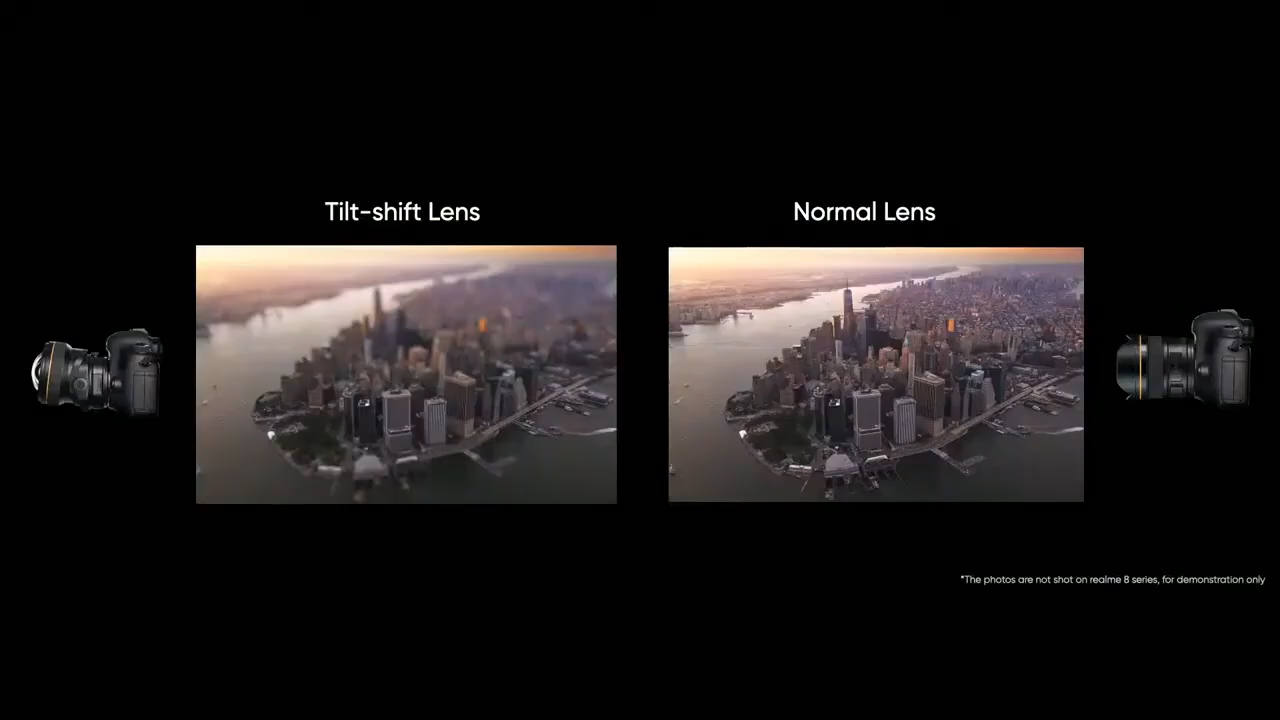 Tilt-shift Lens
Normal Lens
*The photos are not shot on realme 8 series, for demonstration only